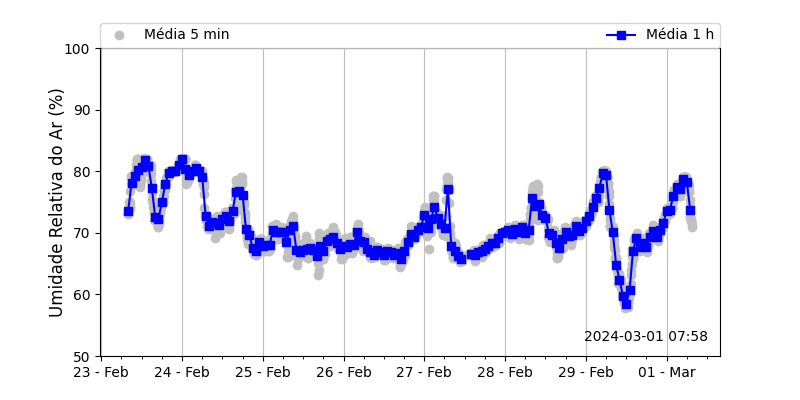 Média 5 min
Média 1 h
Umidade Relativa do Ar (%)
100
90
80
70
60
50
2024-03-01 07:58
23 - Feb
24 - Feb
25 - Feb
26 - Feb
27 - Feb
28 - Feb
29 - Feb
01 - Mar